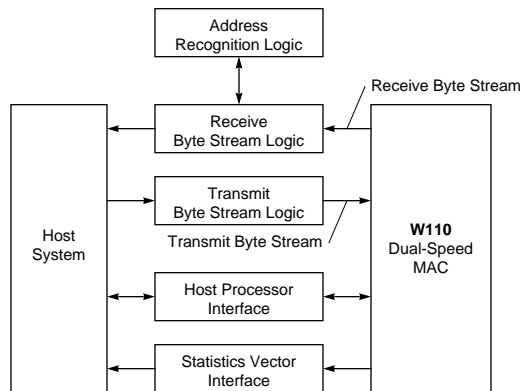 Address
Recognition Logic
Receive Byte Stream
Receive
Byte Stream Logic
Transmit
Byte Stream Logic
Transmit Byte Stream
Host
System
W110
Dual-Speed
MAC
Host Processor
Interface
Statistics Vector
Interface